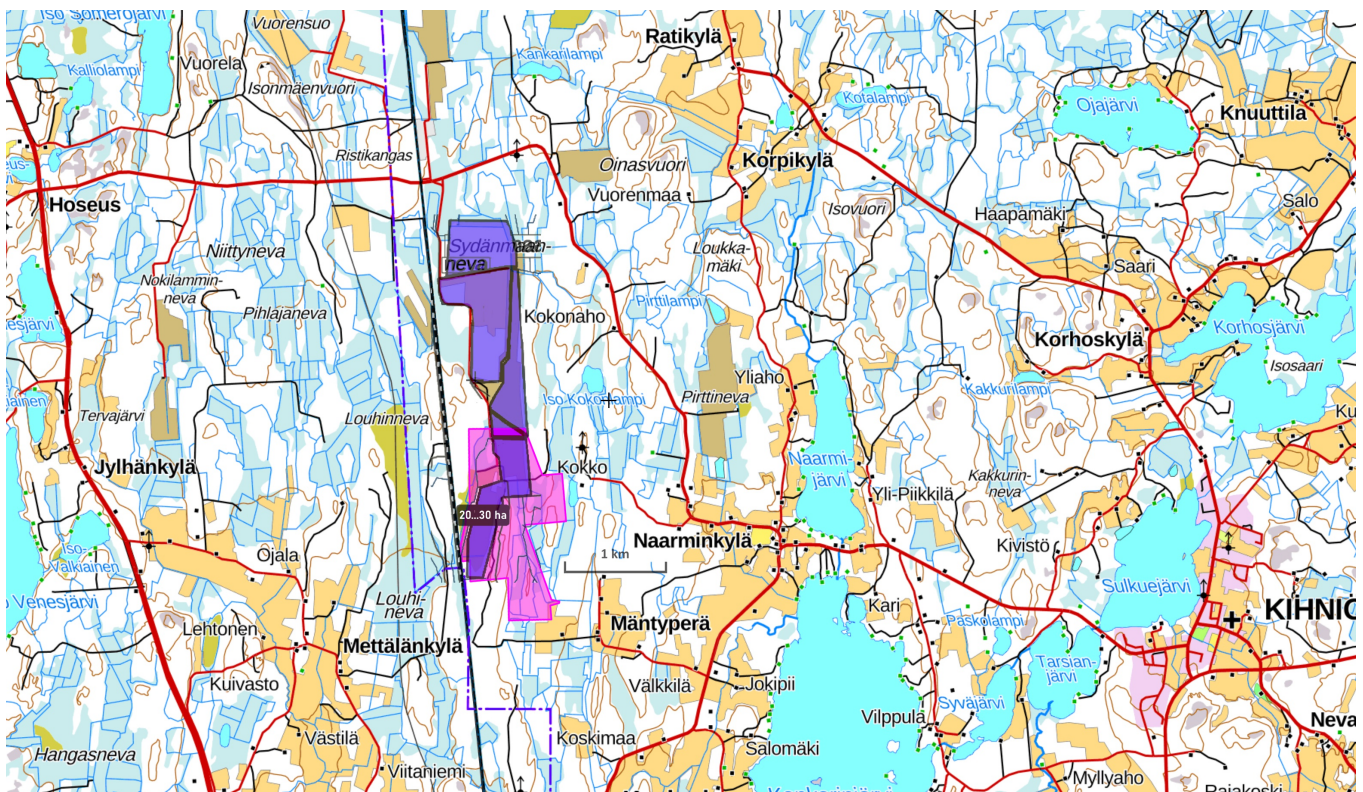 Iso Somerojärvi
Vuorensuo
Ratikylä
Kankarilampi
Kalliolampi
Vuorela
Isonmäenvuori
Kotalampi
Ojajärvi
Knuuttila
Ristikangas
Oinasvuori
Korpikylä
Vuorenmaa
Hoseus
Isovuori
Haapamäki
Salo
Niittyneva
neva
Loukka-
mäki
Saari
Nokilammin-
neva
Pihlajaneva
Kokonaho
Pirttilampi
Korhosjärvi
Korhoskylä
Isosaari
Yliaho
Kakkurilampi
Tervajärvi
Louhinneva
Iso Kokonlampi
Pirttineva
Ku
Jylhänkylä
Kokko
Naarmi-
järvi
Kakkurin-
neva
Yli-Piikkilä
20...30 ha
Naarminkylä
Kivistö
Iso-
Valkiainen
Ojala
1 km
Sulkuejärvi
Venesjärvi
Louhi-
neva
Kari
KIHNIÖ
Lehtonen
Mettälänkylä
Mäntyperä
Paskolampi
Tarsian-
järvi
Kuivasto
Välkkilä
Jokipii
Syväjärvi
Vilppula
Neva
Hangasneva
Västilä
Koskimaa
Salomäki
Viitaniemi
Myllyaho
Rajakoski